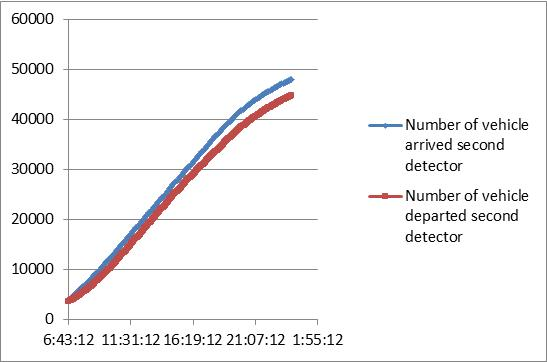 60000
50000
40000
30000
20000
10000
0
6:43:12 11:31:12 16:19:12 21:07:12 1:55:12
Number of vehicle
arrived second
detector
Number of vehicle
departed second
detector